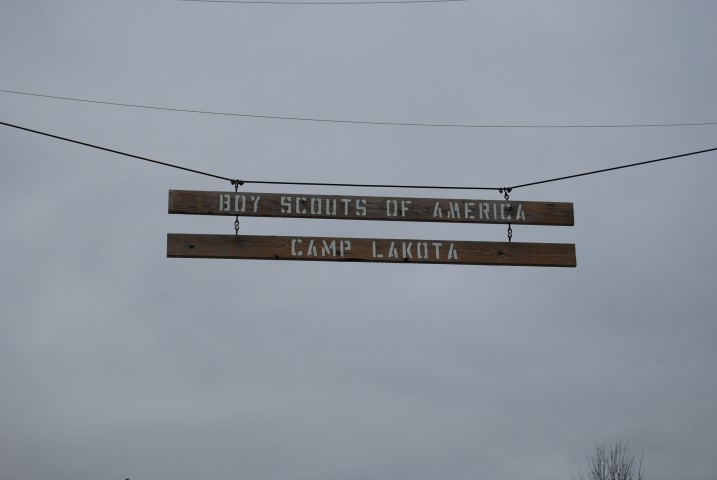 BOY SCOUTS OF AMERICA
CAMP LAKOTA